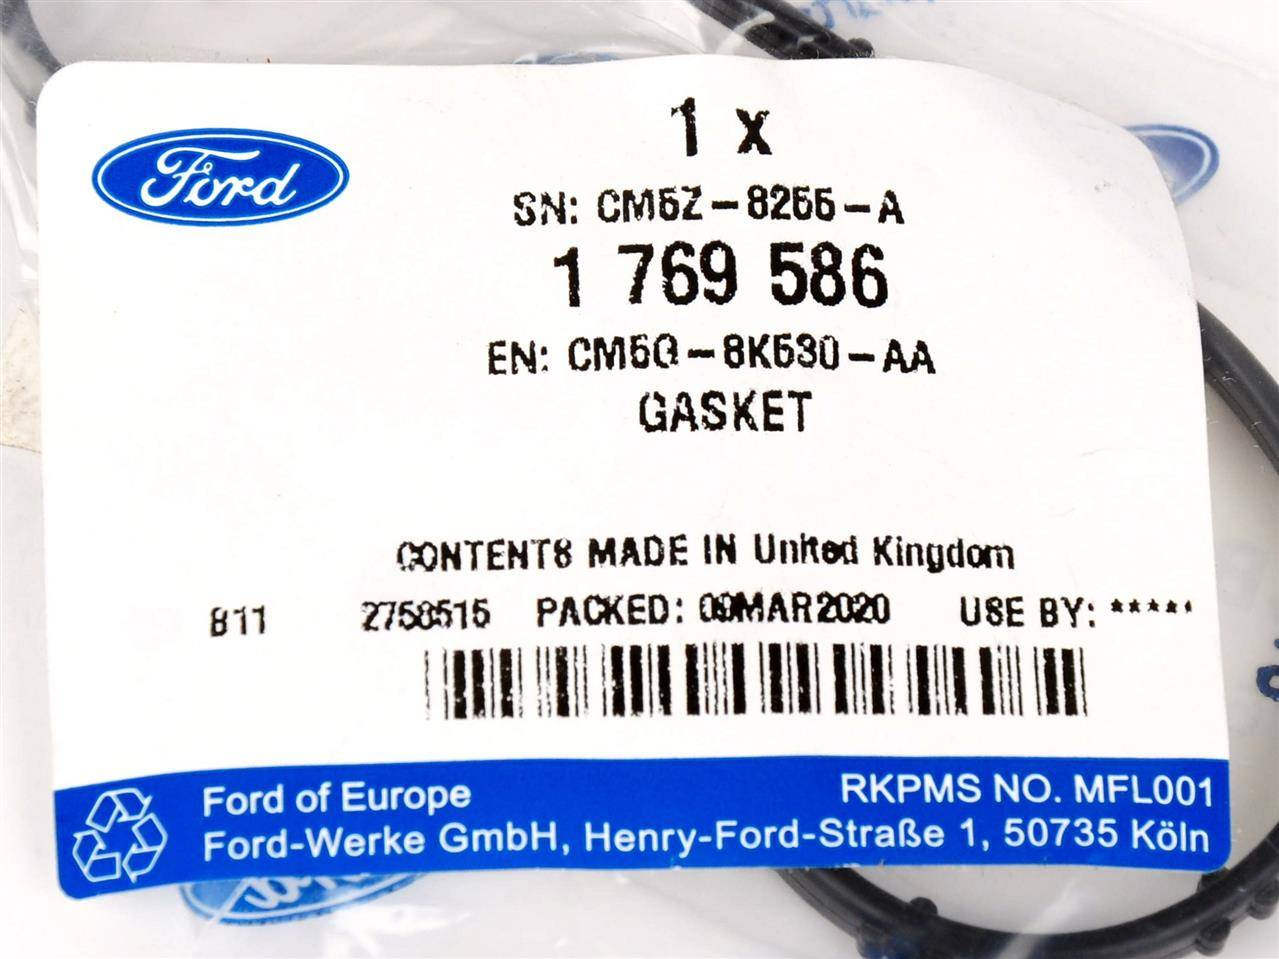 Ford
1 x
SN: CM5Z-8255-A
1 769 586
EN: CM5G-8K530-AA
GASKET
CONTENTS MADE IN United Kingdom
811 2758515 PACKED: 09MAR2020 USE BY: *****
Ford of Europe RKPMS NO. MFL001
Ford-Werke GmbH, Henry-Ford-Straße 1, 50735 Köln